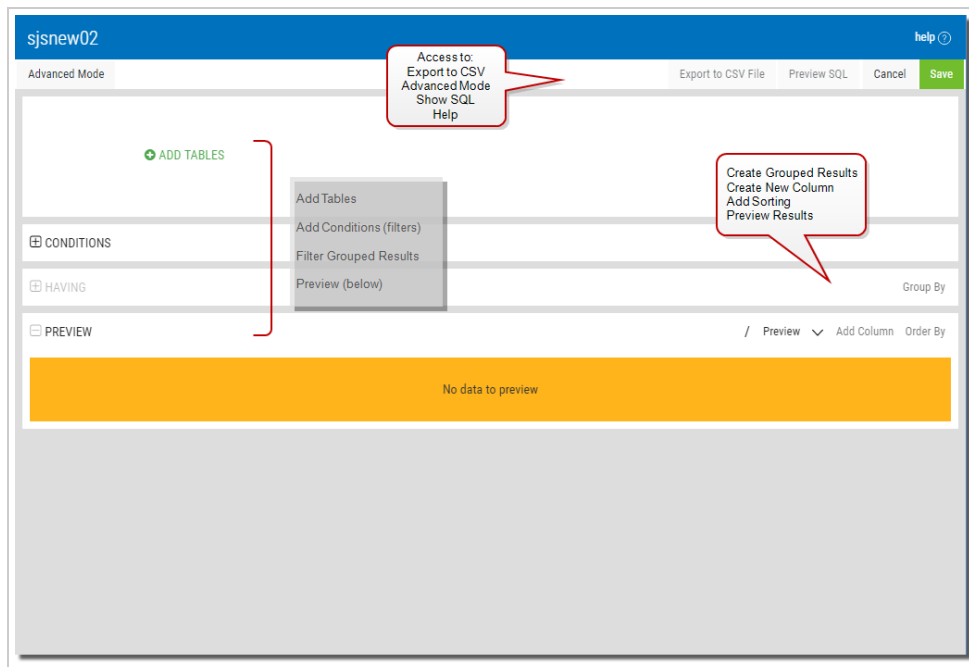 sjsnew02
help ?
Advanced Mode
Export to CSV File
Preview SQL
Cancel
Save
Access to:
Export to CSV
Advanced Mode
Show SQL
Help
ADD TABLES
Add Tables
Add Conditions (filters)
Filter Grouped Results
Preview (below)
Create Grouped Results
Create New Column
Add Sorting
Preview Results
CONDITIONS
HAVING
Group By
PREVIEW
/ Preview
Add Column
Order By
No data to preview